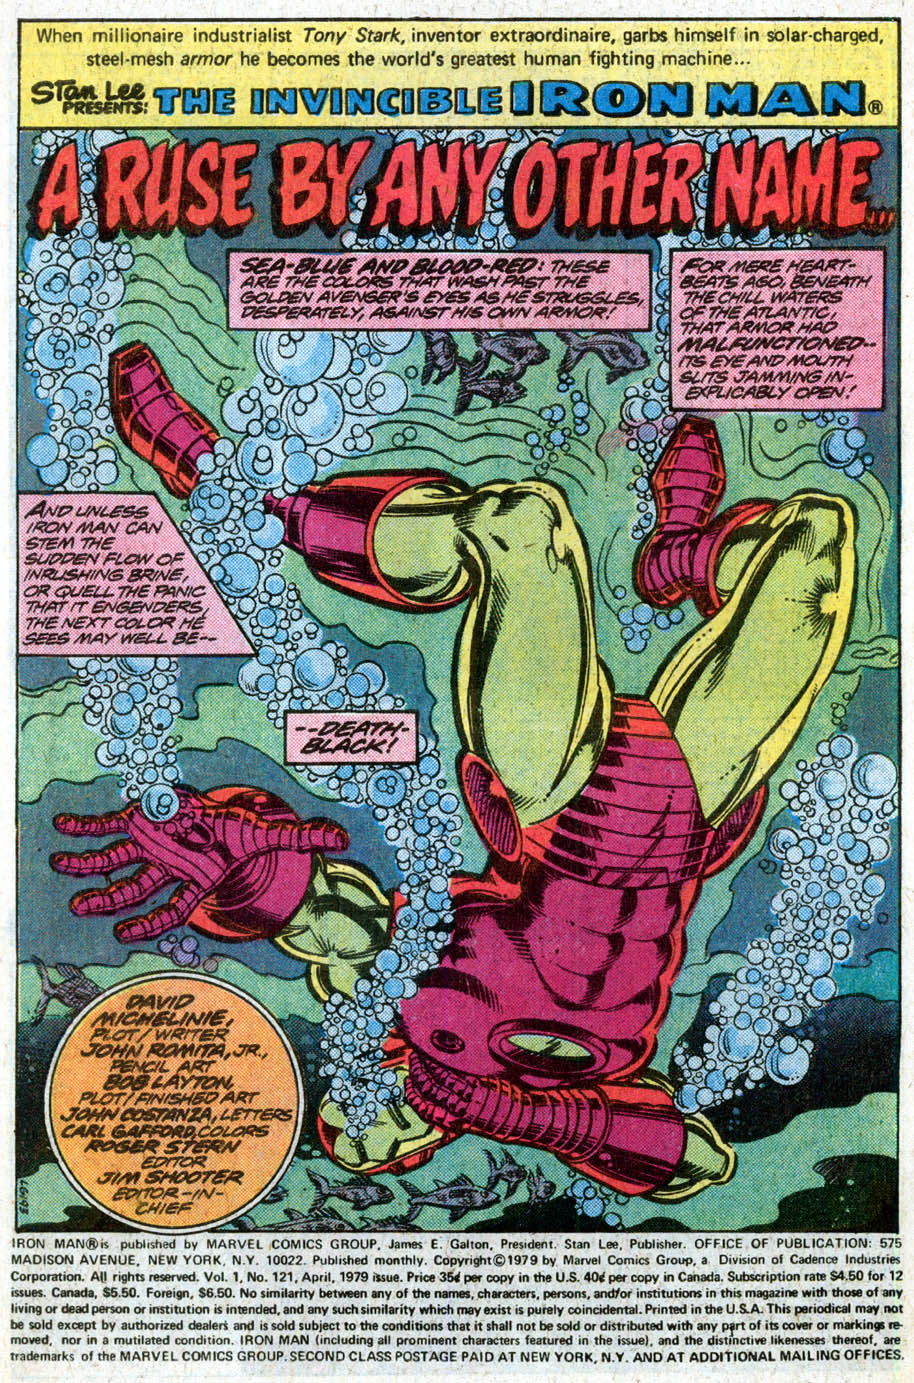 When millionaire industrialist Tony Stark, inventor extraordinaire, garbs himself in solar-charged,
steel-mesh armor he becomes the world's greatest human fighting machine...
STAN LEE
PRESENTS: THE INVINCIBLE IRON MAN®
A RUSE BY ANY OTHER NAME...
SEA-BLUE AND BLOOD-RED: THESE
ARE THE COLORS THAT WASH PAST THE
GOLDEN AVENGER'S EYES AS HE STRUGGLES,
DESPERATELY, AGAINST HIS OWN ARMOR!
FOR MERE HEART-
BEATS AGO, BENEATH
THE CHILL WATERS
OF THE ATLANTIC,
THAT ARMOR HAD
MALFUNCTIONED--
ITS EYE AND MOUTH
SLITS JAMMING IN-
EXPLICABLY OPEN!
AND UNLESS
IRON MAN CAN
STEM THE
SUDDEN FLOW OF
INRUSHING BRINE,
OR QUELL THE PANIC
THAT IT ENGENDERS,
THE NEXT COLOR HE
SEES MAY WELL BE--
--DEATH-
BLACK!
DAVID
MICHELINIE,
PLOT/WRITER
JOHN ROMITA, JR.,
PENCIL ART
BOB LAYTON,
PLOT/FINISHED ART
JOHN COSTANZA, LETTERS
CARL GAFFORD, COLORS
ROGER STERN
EDITOR
JIM SHOOTER
EDITOR-IN-
CHIEF
IRON MAN® is published by MARVEL COMICS GROUP, James E. Galton, President. Stan Lee, Publisher. OFFICE OF PUBLICATION: 575
MADISON AVENUE, NEW YORK, N.Y. 10022. Published monthly. Copyright © 1979 by Marvel Comics Group, a Division of Cadence Industries
Corporation. All rights reserved. Vol. 1, No. 121, April, 1979 issue. Price 35¢ per copy in the U.S. 40¢ per copy in Canada. Subscription rate $4.50 for 12
issues. Canada, $5.50. Foreign, $6.50. No similarity between any of the names, characters, persons, and/or institutions in this magazine with those of any
living or dead person or institution is intended, and any such similarity which may exist is purely coincidental. Printed in the U.S.A. This periodical may not
be sold except by authorized dealers and is sold subject to the conditions that it shall not be sold or distributed with any part of its cover or markings re-
moved, nor in a mutilated condition. IRON MAN (including all prominent characters featured in the issue), and the distinctive likenesses thereof, are
trademarks of the MARVEL COMICS GROUP. SECOND CLASS POSTAGE PAID AT NEW YORK, N.Y. AND AT ADDITIONAL MAILING OFFICES.